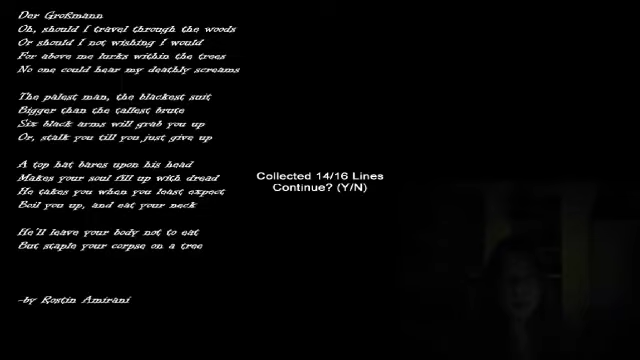 Der Großmann
Oh, should I travel through the woods
Or should I not wishing I would
For above me lurks within the trees
No one could hear my deathly screams
The palest man, the blackest suit
Bigger than the tallest brute
Six black arms will grab you up
Or, stalk you till you just give up
A top hat bares upon his head
Makes your soul fill up with dread
He takes you when you least expect
Boil you up, and eat your neck
He'll leave your body not to eat
But staple your corpse on a tree
-by Rostin Amirani
Collected 14/16 Lines
Continue? (Y/N)